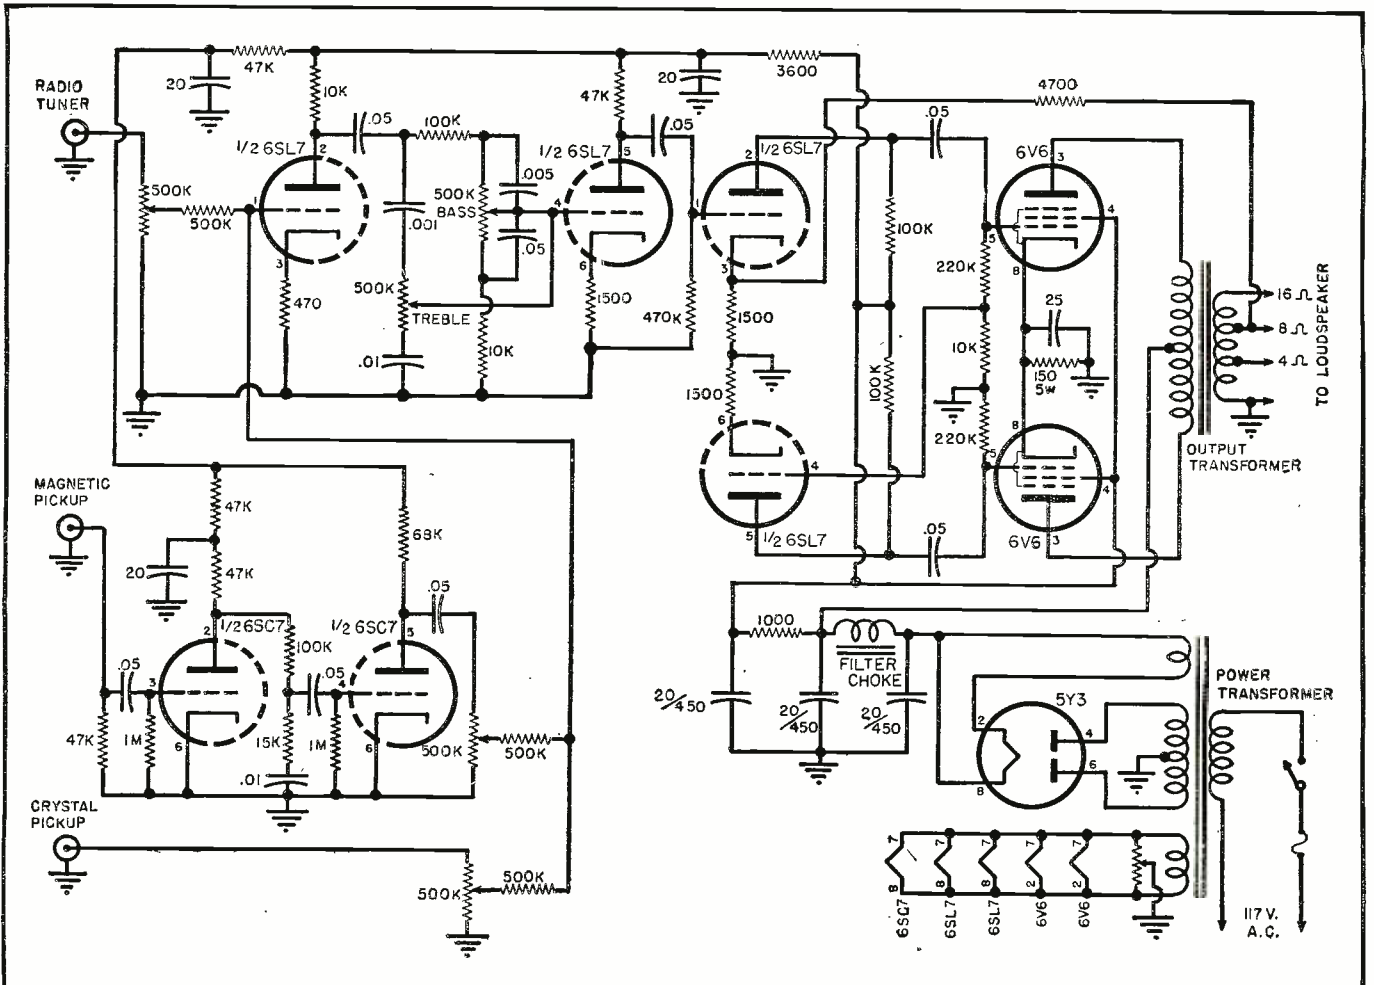 RADIO
TUNER
20
47K
10K
.05
1/2 6SL7
2
1
3
500K
500K
470
100K
.001
500K
TREBLE
.01
500K
BASS
.005
.05
10K
47K
1/2 6SL7
5
4
6
1500
.05
470K
20
3600
1/2 6SL7
2
1
3
1500
1500
6
4
5
1/2 6SL7
4700
.05
100K
100K
220K
10K
220K
.05
6V6
3
4
5
8
25
150
5W
8
5
4
6V6
3
16 Ω
8 Ω
4 Ω
TO LOUDSPEAKER
OUTPUT
TRANSFORMER
MAGNETIC
PICKUP
47K
20
47K
1/2 6SC7
2
3
6
.05
47K
1M
100K
15K
.01
.05
1M
68K
1/2 6SC7
5
4
6
.05
500K
500K
CRYSTAL
PICKUP
500K
500K
1000
FILTER
CHOKE
20/450
20/450
20/450
5Y3
2
8
4
6
POWER
TRANSFORMER
117 V.
A.C.
7
7
7
7
7
8
8
8
2
2
6SC7
6SL7
6SL7
6V6
6V6